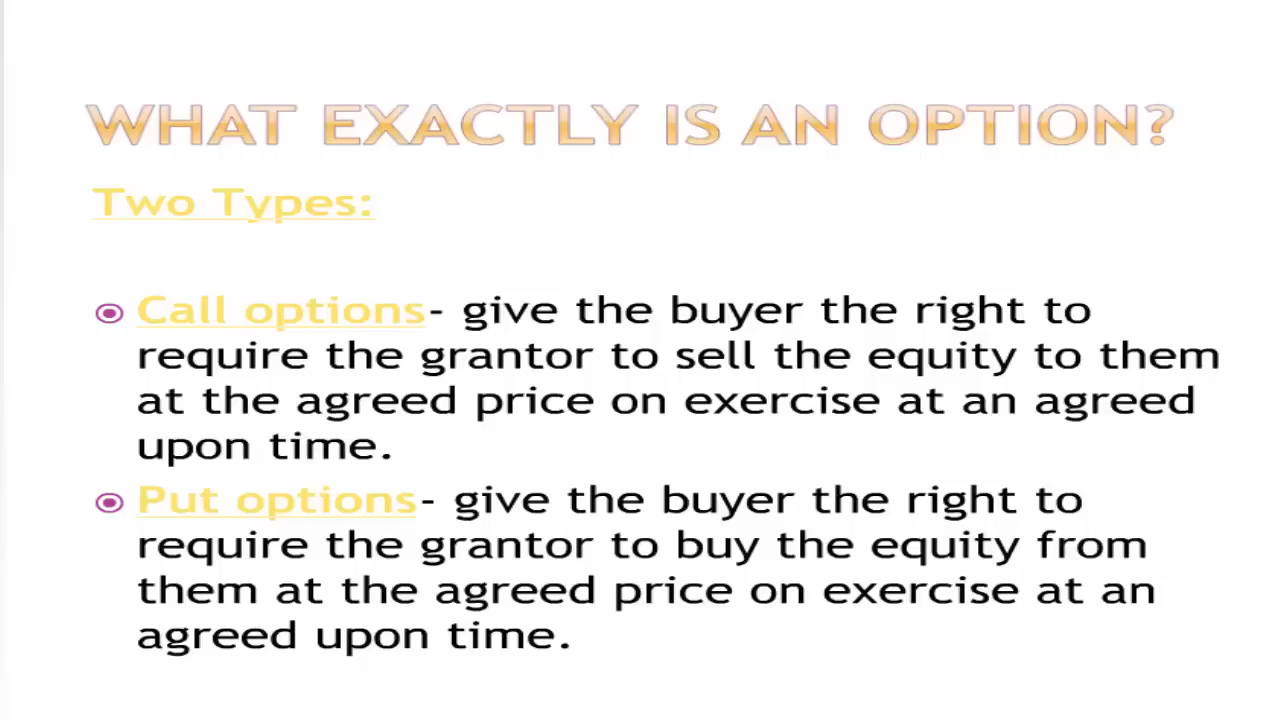 WHAT EXACTLY IS AN OPTION?
Two Types:
Call options- give the buyer the right to
require the grantor to sell the equity to them
at the agreed price on exercise at an agreed
upon time.
Put options- give the buyer the right to
require the grantor to buy the equity from
them at the agreed price on exercise at an
agreed upon time.